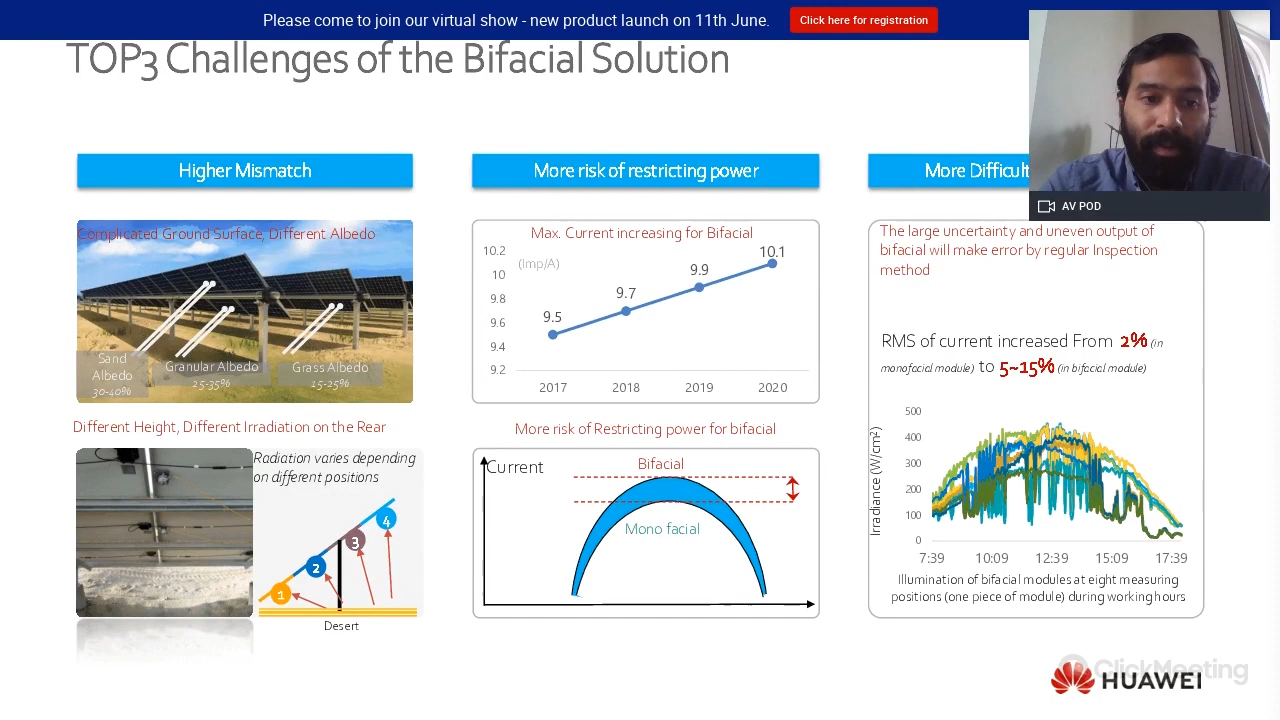 Please come to join our virtual show - new product launch on 11th June.
Click here for registration
TOP3 Challenges of the Bifacial Solution
AV POD
Higher Mismatch
Complicated Ground Surface, Different Albedo
Sand
Albedo
30-40%
Granular Albedo
25-35%
Grass Albedo
15-25%
Different Height, Different Irradiation on the Rear
Radiation varies depending
on different positions
1
2
3
4
Desert
More risk of restricting power
Max. Current increasing for Bifacial
(Imp/A)
10.2
10
9.8
9.6
9.4
9.2
9.5
9.7
9.9
10.1
2017 2018 2019 2020
More risk of Restricting power for bifacial
Current
Bifacial
Mono facial
More Difficult
The large uncertainty and uneven output of
bifacial will make error by regular Inspection
method
RMS of current increased From 2% (in
monofacial module) to 5~15% (in bifacial module)
Irradiance (W/cm²)
500
400
300
200
100
0
7:39 10:09 12:39 15:09 17:39
Illumination of bifacial modules at eight measuring
positions (one piece of module) during working hours
ClickMeeting
HUAWEI